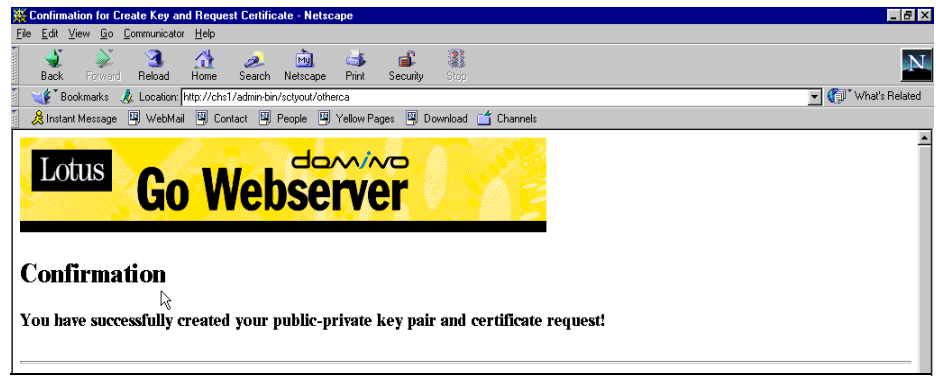 Confirmation for Create Key and Request Certificate - Netscape
File Edit View Go Communicator Help
Back Forward Reload Home Search Netscape Print Security Stop
My
N
Bookmarks Location: http://chs1/admin-bin/sctyout/otherca What's Related
Instant Message WebMail Contact People Yellow Pages Download Channels
Lotus
domino
Go Webserver
Confirmation
You have successfully created your public-private key pair and certificate request!